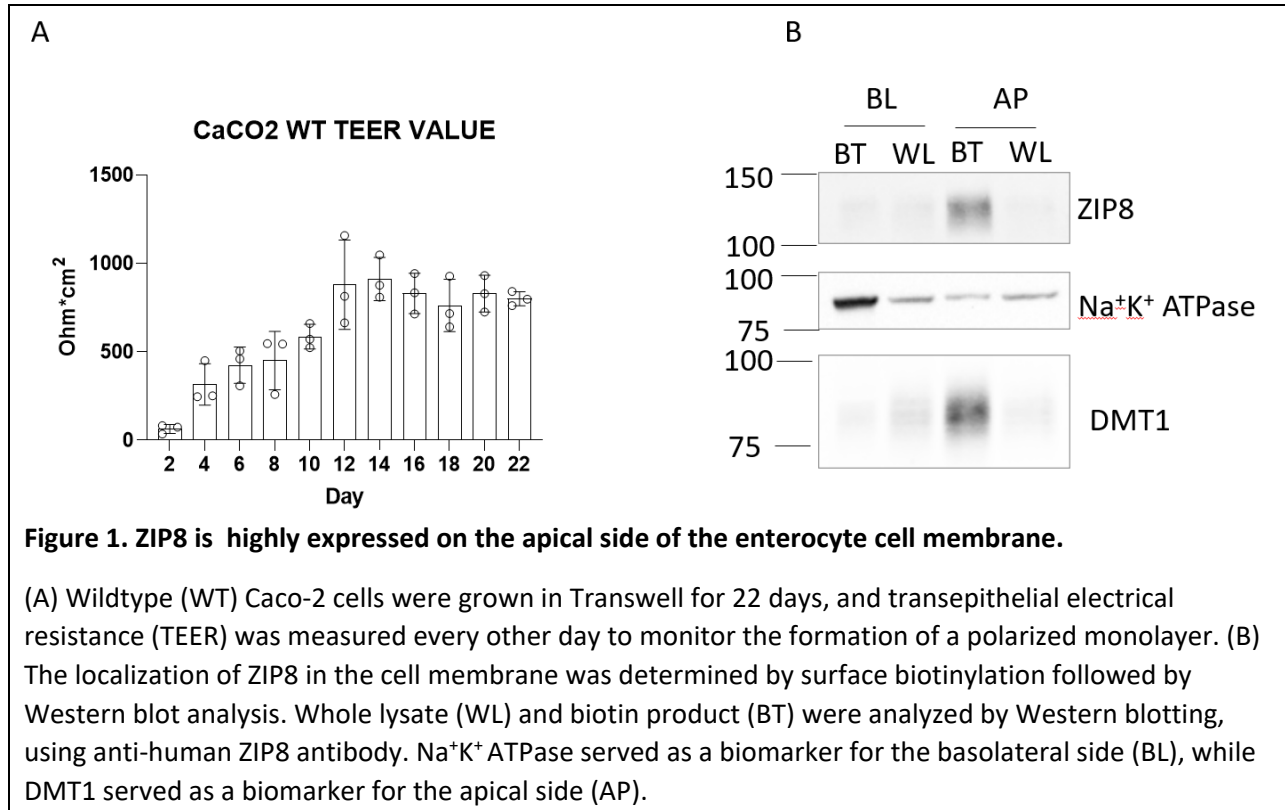 A
B
CaCO2 WT TEER VALUE
Ohm*cm²
1500
1000
500
0
2 4 6 8 10 12 14 16 18 20 22
Day
BL AP
BT WL BT WL
150
ZIP8
100
100
Na⁺K⁺ ATPase
75
100
DMT1
75
Figure 1. ZIP8 is  highly expressed on the apical side of the enterocyte cell membrane.
(A) Wildtype (WT) Caco-2 cells were grown in Transwell for 22 days, and transepithelial electrical
resistance (TEER) was measured every other day to monitor the formation of a polarized monolayer. (B)
The localization of ZIP8 in the cell membrane was determined by surface biotinylation followed by
Western blot analysis. Whole lysate (WL) and biotin product (BT) were analyzed by Western blotting,
using anti-human ZIP8 antibody. Na⁺K⁺ ATPase served as a biomarker for the basolateral side (BL), while
DMT1 served as a biomarker for the apical side (AP).